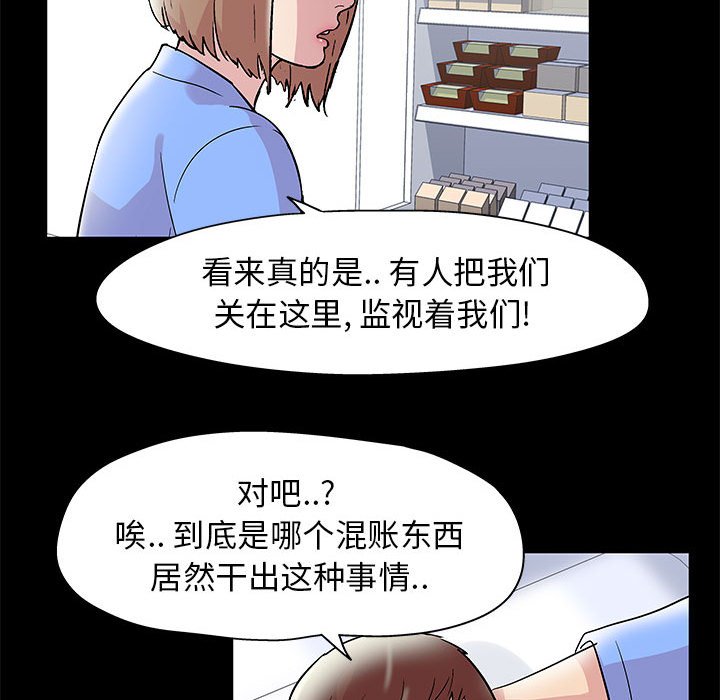 看来真的是.. 有人把我们
关在这里, 监视着我们!
对吧..?
唉.. 到底是哪个混账东西
居然干出这种事情..